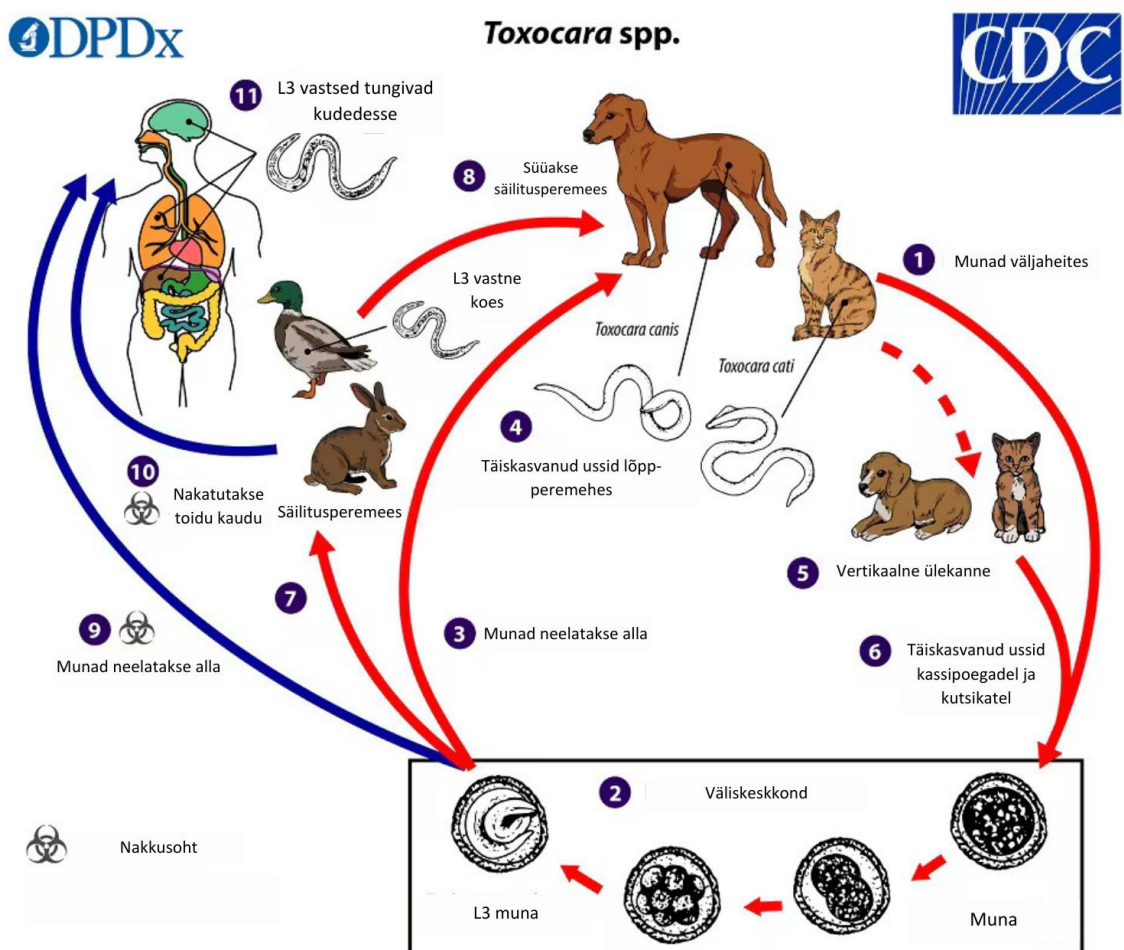 DPDx
Toxocara spp.
CDC
11
L3 vastsed tungivad
kudedesse
8
Süüakse
säilitusperemees
1
Munad väljaheites
L3 vastne
koes
Toxocara canis
Toxocara cati
4
Täiskasvanud ussid lõpp-
peremehes
10
Nakatutakse
toidu kaudu
Säilitusperemees
5
Vertikaalne ülekanne
7
9
Munad neelatakse alla
3
Munad neelatakse alla
6
Täiskasvanud ussid
kassipoegadel ja
kutsikatel
2
Väliskeskkond
Nakkusoht
L3 muna
Muna